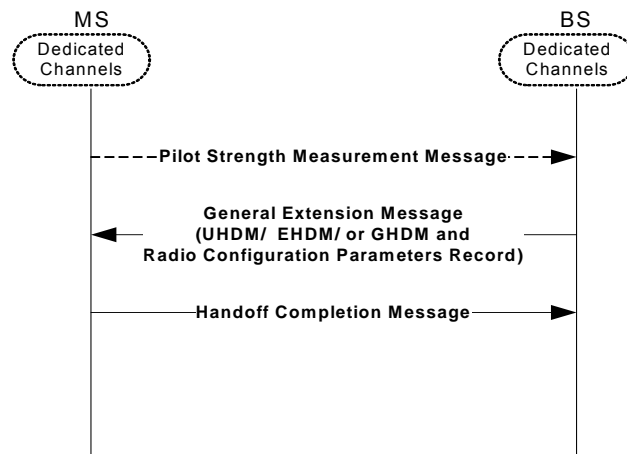 MS
BS
Dedicated
Channels
Dedicated
Channels
Pilot Strength Measurement Message
General Extension Message
(UHDM/ EHDM/ or GHDM and
Radio Configuration Parameters Record)
Handoff Completion Message